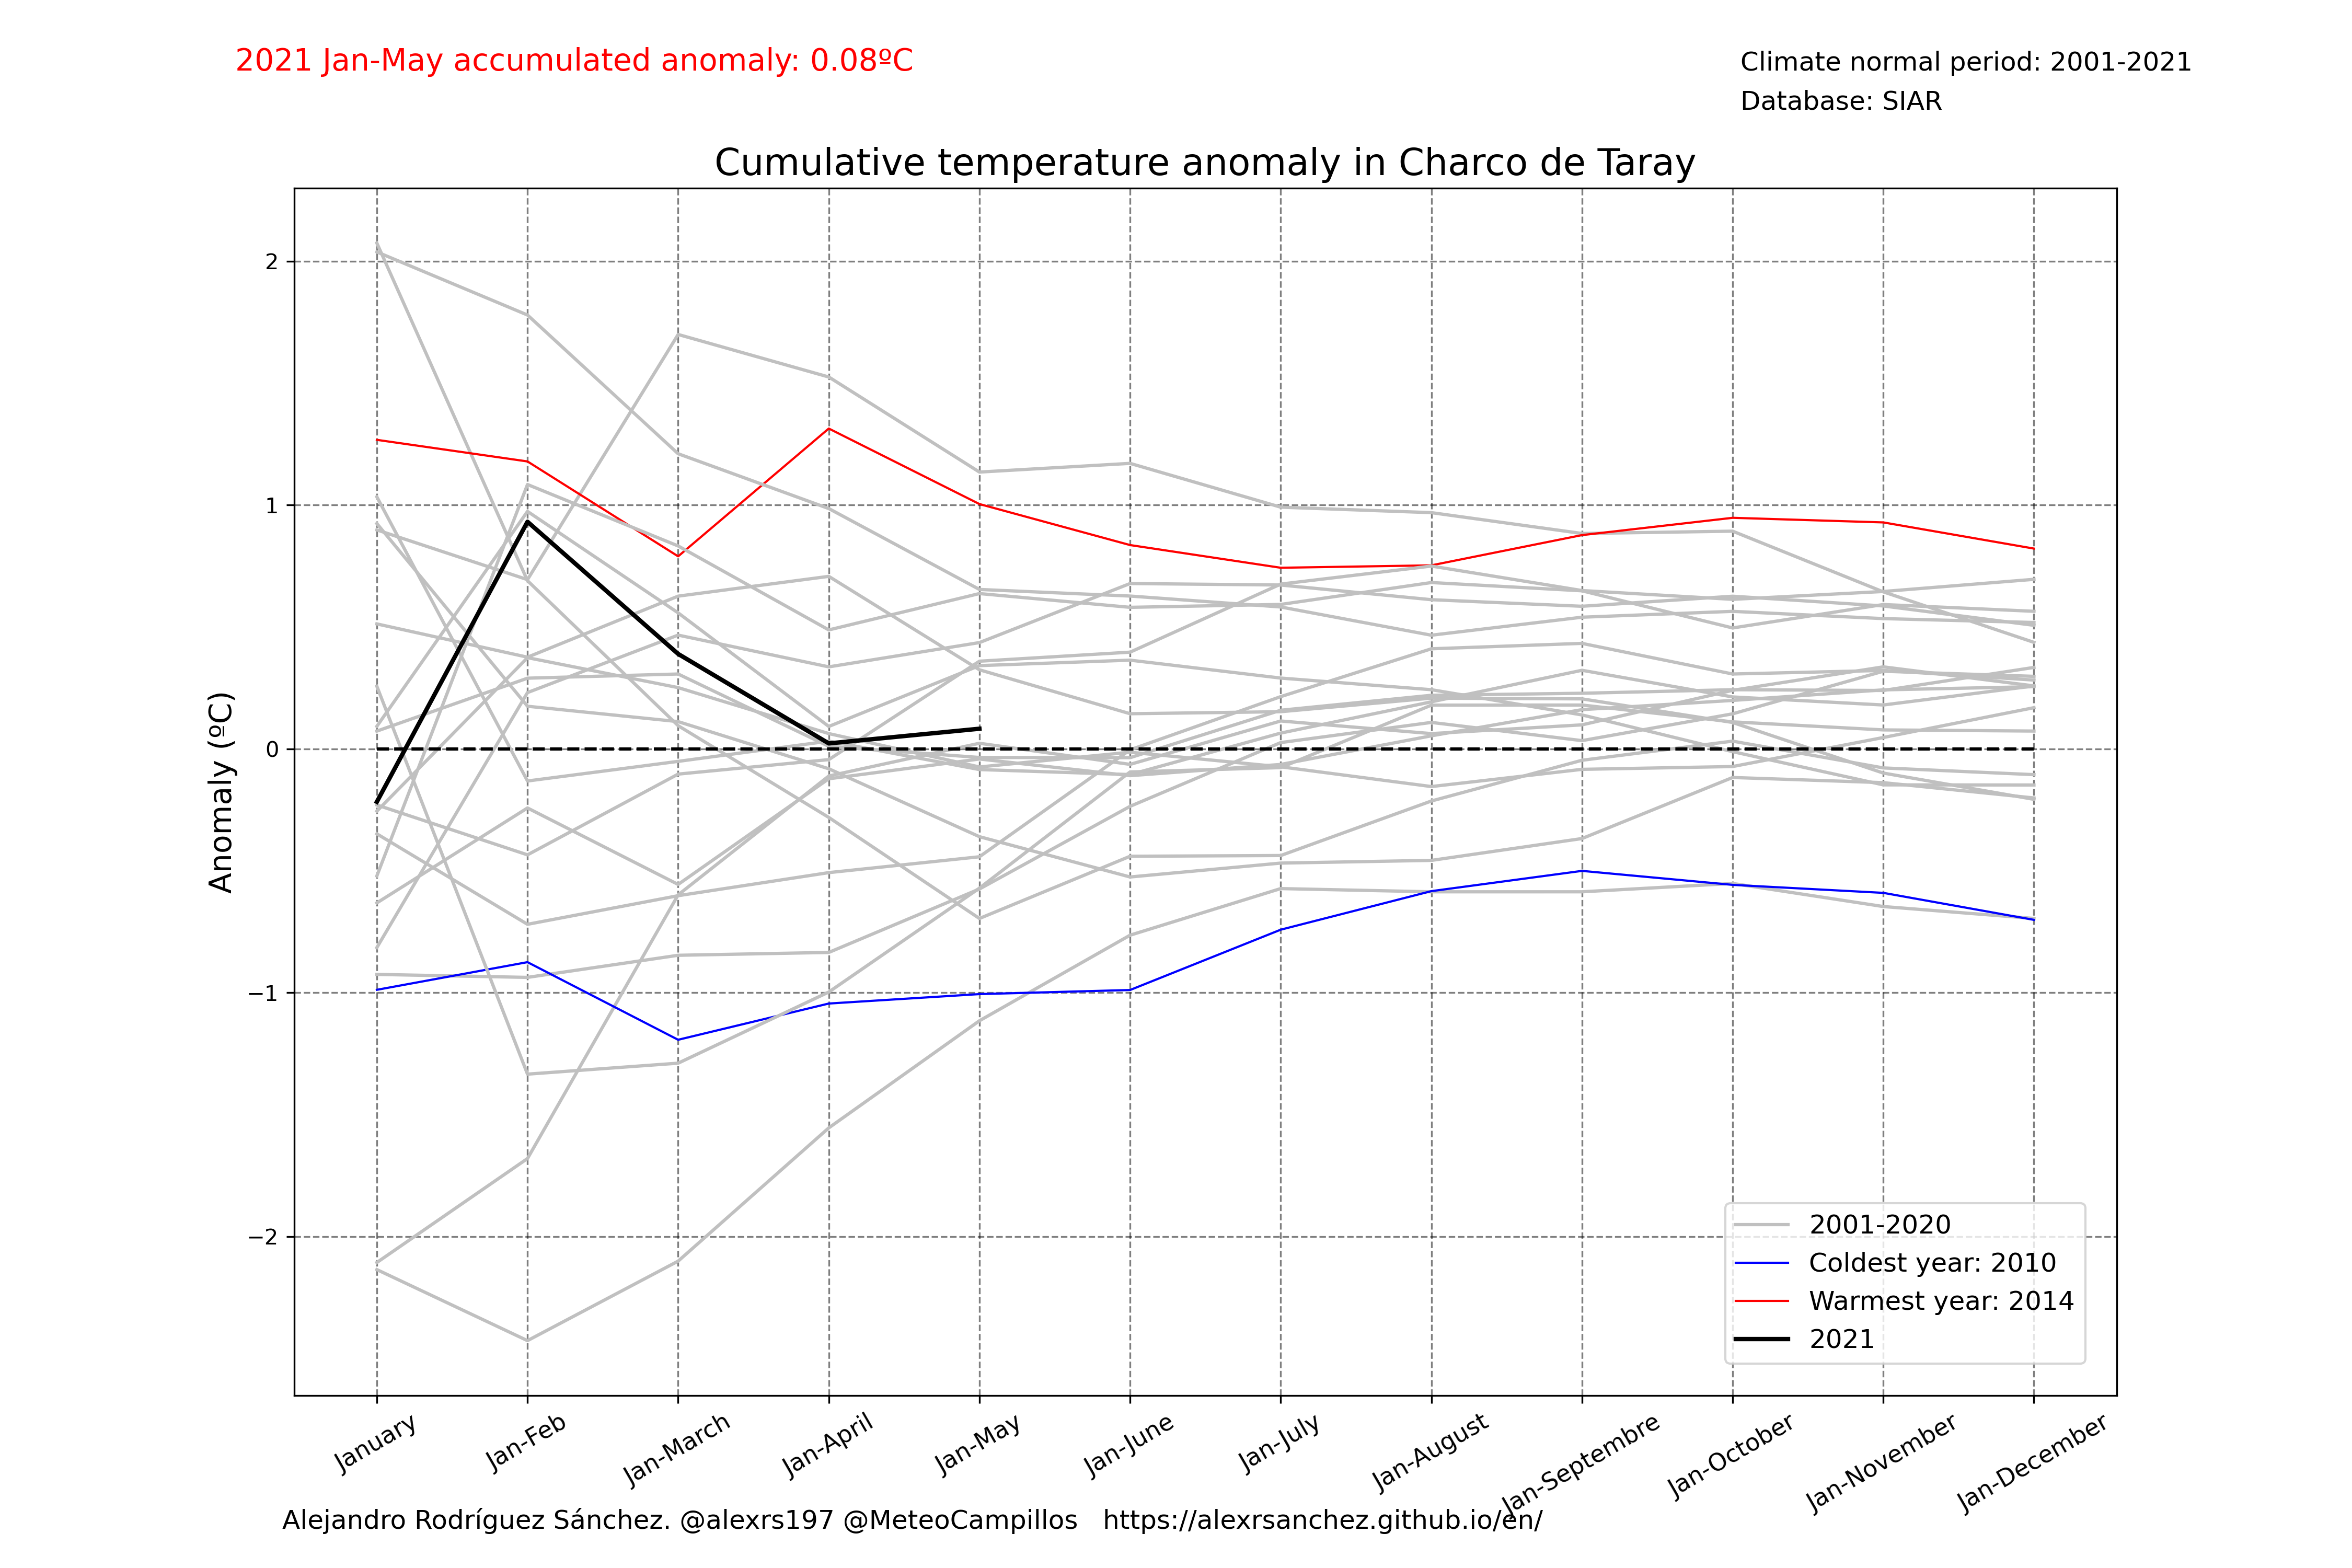 2021 Jan-May accumulated anomaly: 0.08ºC
Climate normal period: 2001-2021
Database: SIAR
Cumulative temperature anomaly in Charco de Taray
Anomaly (ºC)
2
1
0
−1
−2
2001-2020
Coldest year: 2010
Warmest year: 2014
2021
January
Jan-Feb
Jan-March
Jan-April
Jan-May
Jan-June
Jan-July
Jan-August
Jan-Septembre
Jan-October
Jan-November
Jan-December
Alejandro Rodríguez Sánchez. @alexrs197 @MeteoCampillos   https://alexrsanchez.github.io/en/